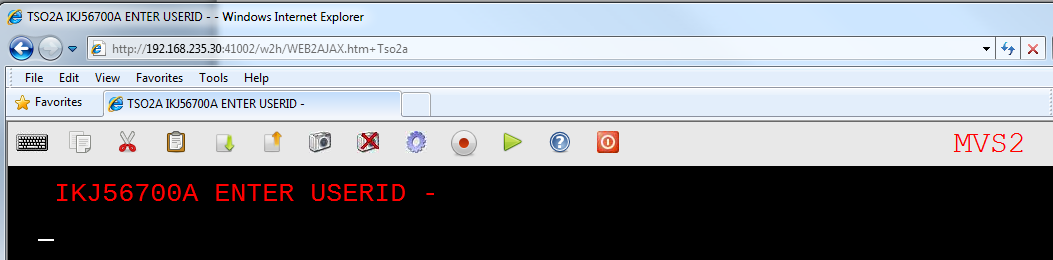 TSO2A IKJ56700A ENTER USERID - - Windows Internet Explorer
http://192.168.235.30:41002/w2h/WEB2AJAX.htm+Tso2a
File Edit View Favorites Tools Help
Favorites TSO2A IKJ56700A ENTER USERID -
MVS2
IKJ56700A ENTER USERID -